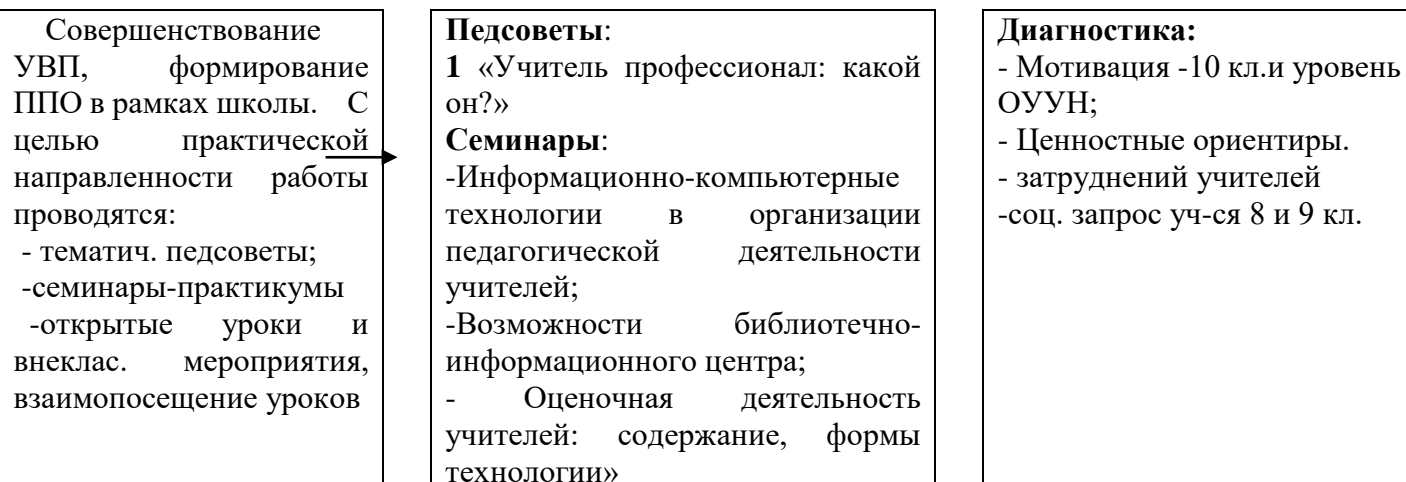 Совершенствование
УВП, формирование
ППО в рамках школы. С
целью практической
направленности работы
проводятся:
- тематич. педсоветы;
-семинары-практикумы
-открытые уроки и
внеклас. мероприятия,
взаимопосещение уроков
Педсоветы:
1 «Учитель профессионал: какой
он?»
Семинары:
-Информационно-компьютерные
технологии в организации
педагогической деятельности
учителей;
-Возможности библиотечно-
информационного центра;
- Оценочная деятельность
учителей: содержание, формы
технологии»
Диагностика:
- Мотивация -10 кл.и уровень
ОУУН;
- Ценностные ориентиры.
- затруднений учителей
-соц. запрос уч-ся 8 и 9 кл.